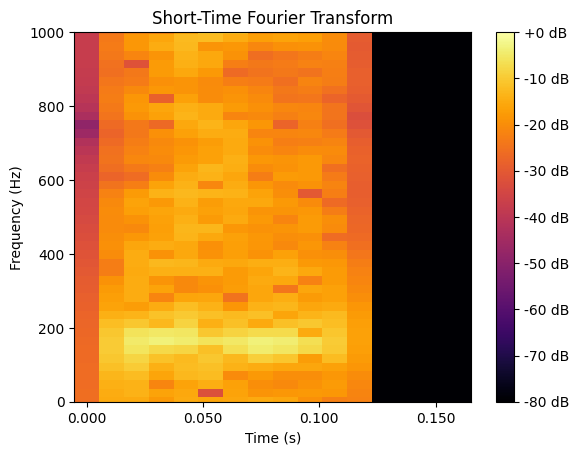 Short-Time Fourier Transform
1000
800
600
400
200
0
Frequency (Hz)
0.000
0.050
0.100
0.150
Time (s)
+0 dB
-10 dB
-20 dB
-30 dB
-40 dB
-50 dB
-60 dB
-70 dB
-80 dB